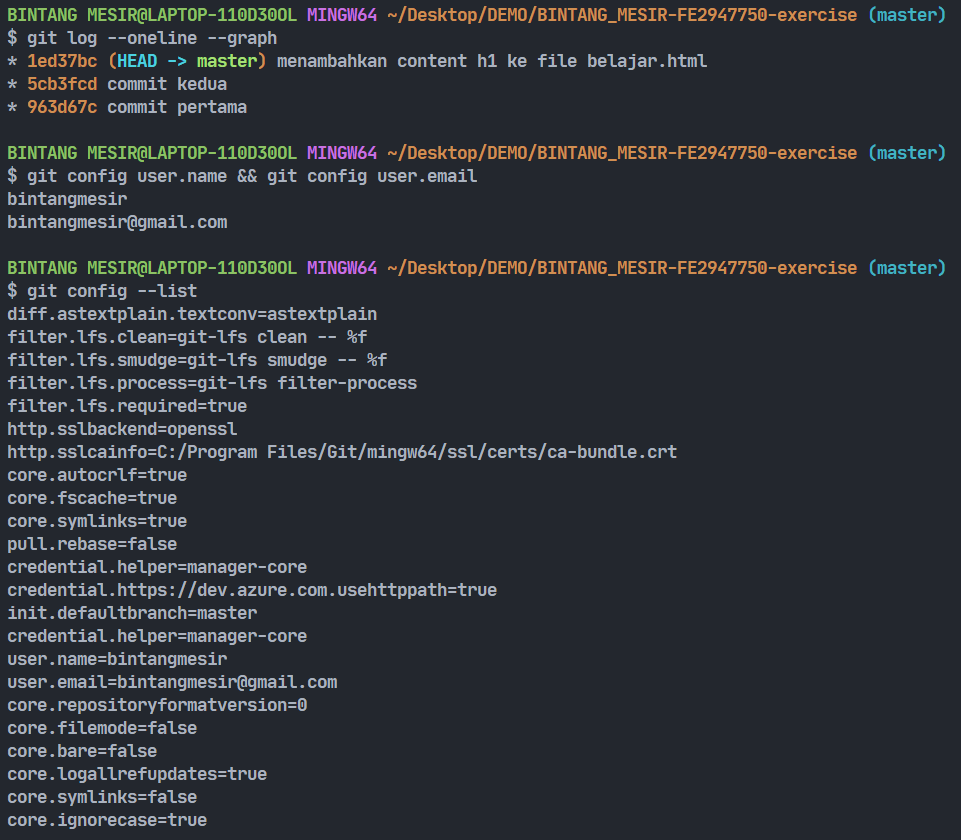 BINTANG MESIR@LAPTOP-110D30OL MINGW64 ~/Desktop/DEMO/BINTANG_MESIR-FE2947750-exercise (master)
$ git log --oneline --graph
* 1ed37bc (HEAD -> master) menambahkan content h1 ke file belajar.html
* 5cb3fcd commit kedua
* 963d67c commit pertama
BINTANG MESIR@LAPTOP-110D30OL MINGW64 ~/Desktop/DEMO/BINTANG_MESIR-FE2947750-exercise (master)
$ git config user.name && git config user.email
bintangmesir
bintangmesir@gmail.com
BINTANG MESIR@LAPTOP-110D30OL MINGW64 ~/Desktop/DEMO/BINTANG_MESIR-FE2947750-exercise (master)
$ git config --list
diff.astextplain.textconv=astextplain
filter.lfs.clean=git-lfs clean -- %f
filter.lfs.smudge=git-lfs smudge -- %f
filter.lfs.process=git-lfs filter-process
filter.lfs.required=true
http.sslbackend=openssl
http.sslcainfo=C:/Program Files/Git/mingw64/ssl/certs/ca-bundle.crt
core.autocrlf=true
core.fscache=true
core.symlinks=true
pull.rebase=false
credential.helper=manager-core
credential.https://dev.azure.com.usehttppath=true
init.defaultbranch=master
credential.helper=manager-core
user.name=bintangmesir
user.email=bintangmesir@gmail.com
core.repositoryformatversion=0
core.filemode=false
core.bare=false
core.logallrefupdates=true
core.symlinks=false
core.ignorecase=true